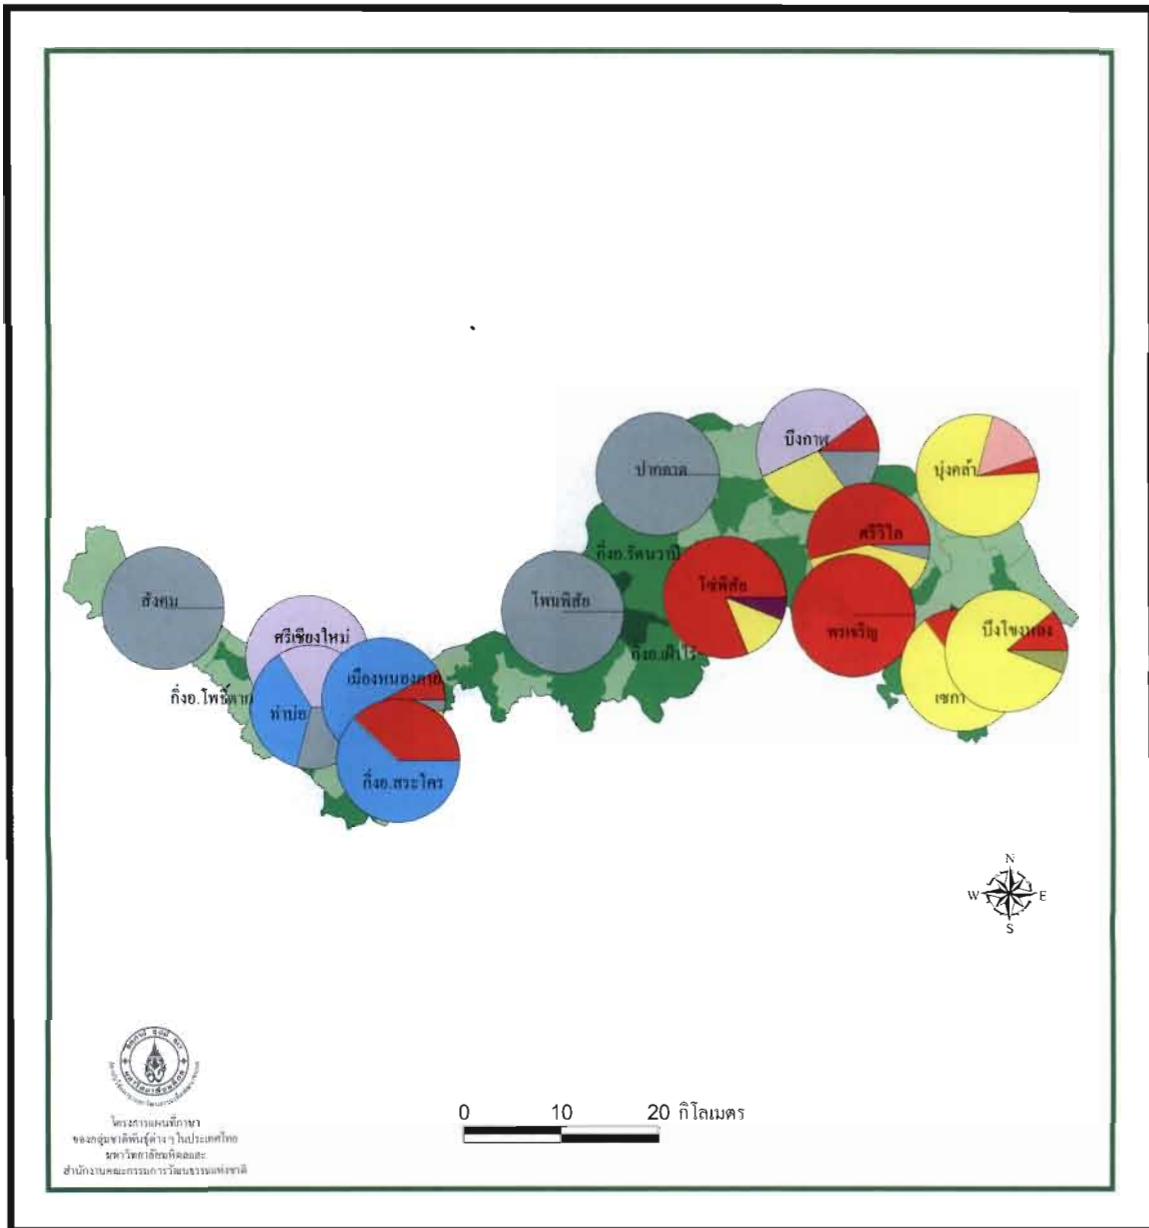 บึงกาฬ
ปากคาด
บุ่งคล้า
ศรีวิไล
กิ่งอ.รัตนวาปี
โซ่พิสัย
สังคม
โพนพิสัย
พรเจริญ
บึงโขงหลง
ศรีเชียงใหม่
กิ่งอ.เฝ้าไร่
เมืองหนองคาย
กิ่งอ.โพธิ์ตาก
เซกา
ท่าบ่อ
กิ่งอ.สระใคร
N
W E
S
0 10 20 กิโลเมตร
โครงการแผนที่ภาษา
ของกลุ่มชาติพันธุ์ต่าง ๆ ในประเทศไทย
มหาวิทยาลัยมหิดลและ
สำนักงานคณะกรรมการวัฒนธรรมแห่งชาติ